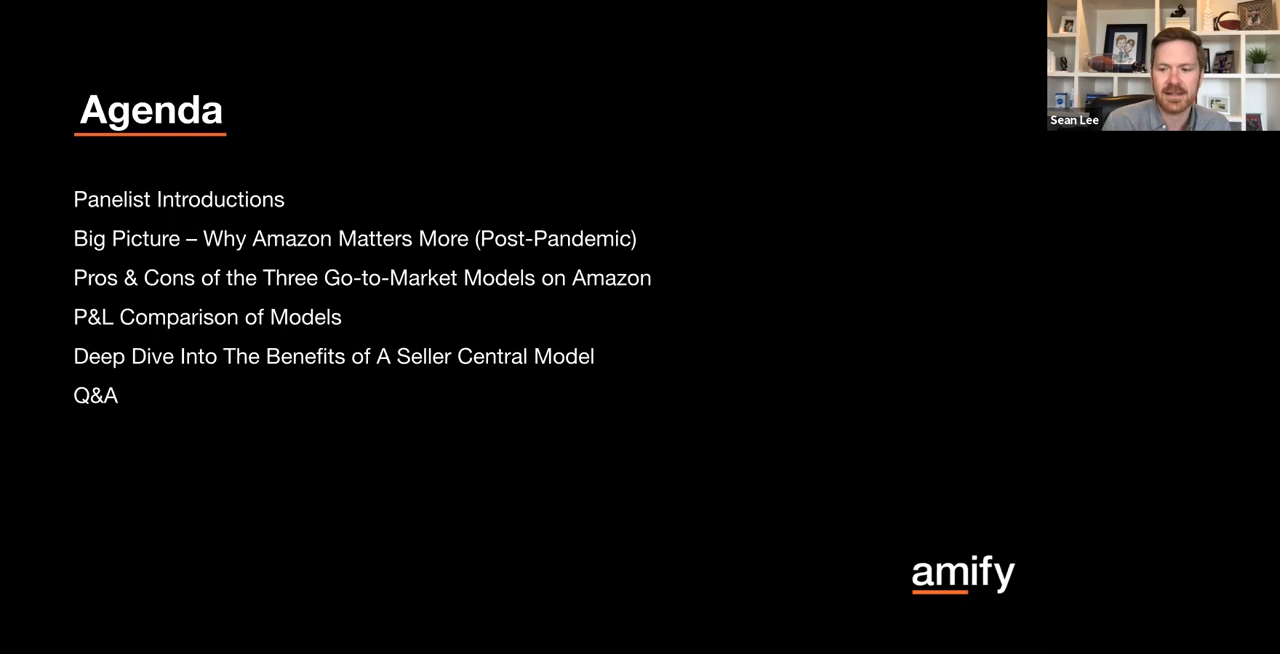 Agenda
Sean Lee
Panelist Introductions
Big Picture – Why Amazon Matters More (Post-Pandemic)
Pros & Cons of the Three Go-to-Market Models on Amazon
P&L Comparison of Models
Deep Dive Into The Benefits of A Seller Central Model
Q&A
amify